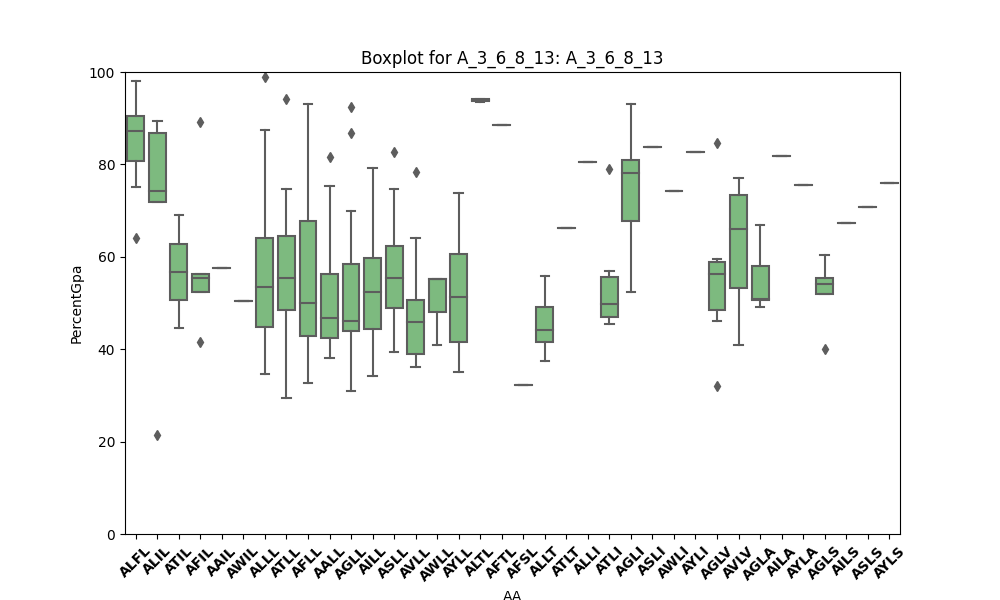 Boxplot for A_3_6_8_13: A_3_6_8_13
100
80
60
40
20
0
PercentGpa
ALFL ALIL ATIL AFIL AAIL AWIL ALLL ATLL AFLL AALL AGLL AILL ASLL AVLL AWLL AYLL ALTL AFTL AFSL ALLT ATLT ALLI ATLI AGLI ASLI AWLI AYLI AGLV AVLV AGLA AILA AYLA AGLS AILS ASLS AYLS
AA